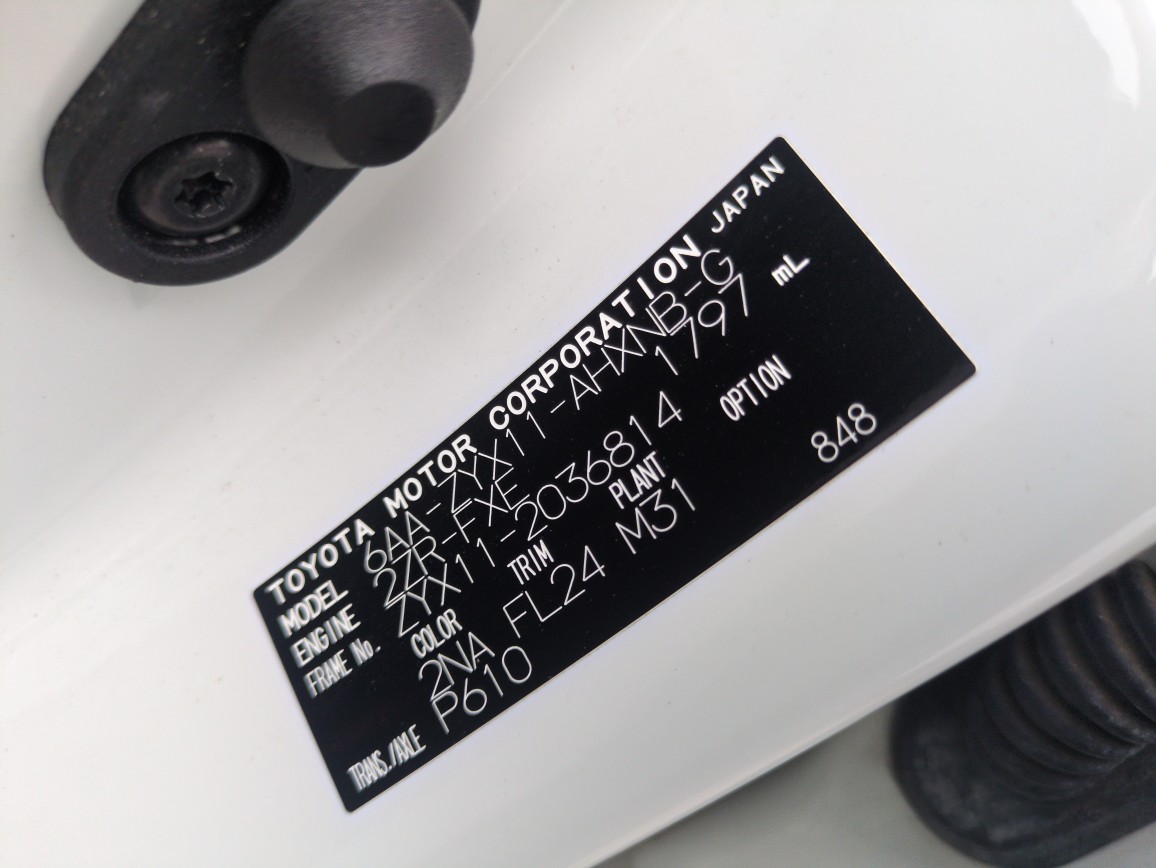 TOYOTA MOTOR CORPORATION JAPAN
MODEL 6AA-ZYX11-AHXNB-G
ENGINE 2ZR-FXE 1797 mL
FRAME No. ZYX11-2036814
COLOR TRIM PLANT OPTION
2NA FL24 M31 848
TRANS./AXLE P610